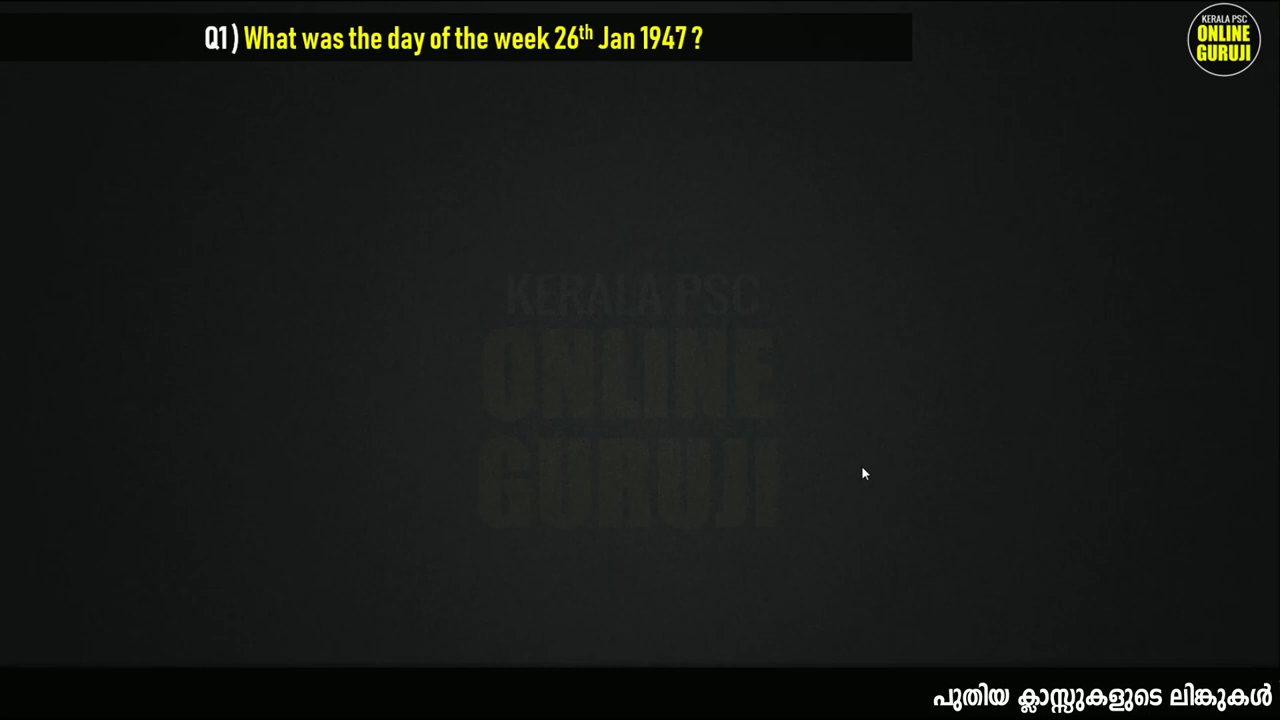 Q1) What was the day of the week 26th Jan 1947 ?
KERALA PSC
ONLINE
GURUJI
KERALA PSC
ONLINE
GURUJI
പുതിയ ക്ലാസ്സുകളുടെ ലിങ്കുകൾ